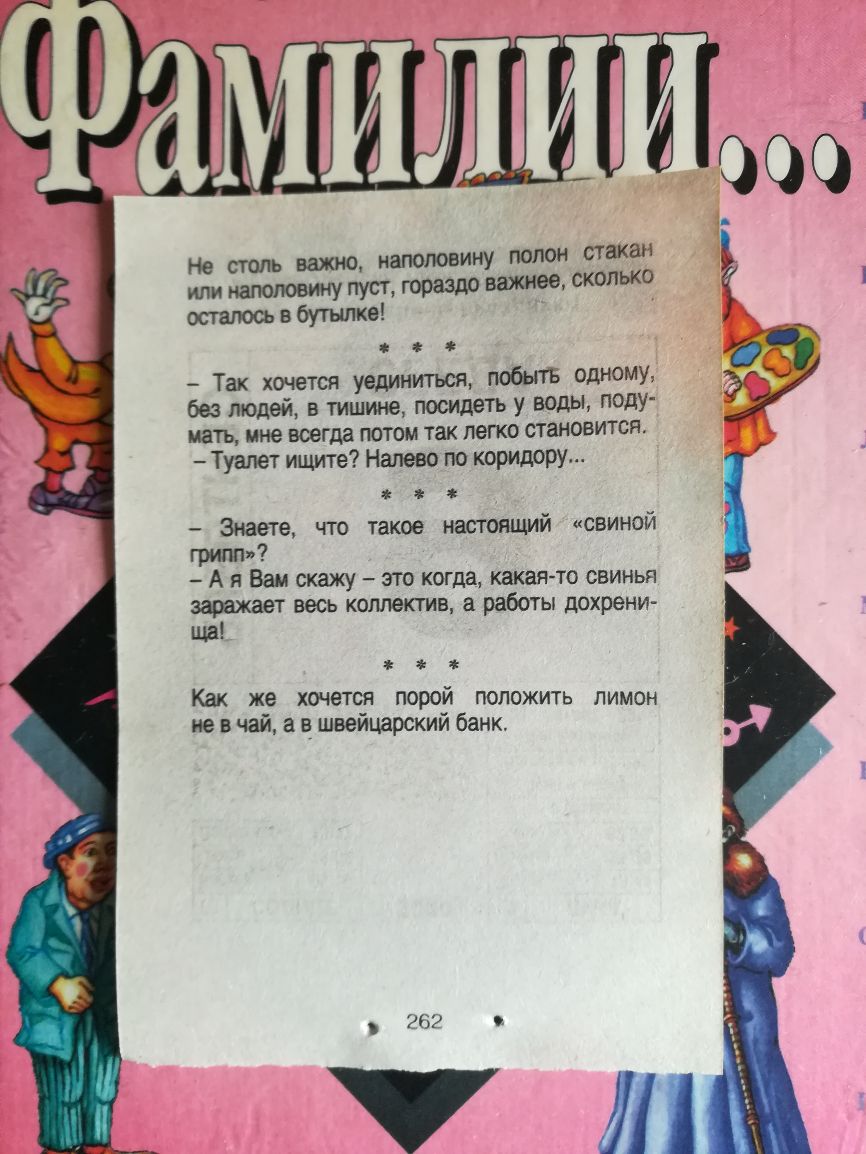 Фамилии...
Не столь важно, наполовину полон стакан
или наполовину пуст, гораздо важнее, сколько
осталось в бутылке!
* * *
– Так хочется уединиться, побыть одному,
без людей, в тишине, посидеть у воды, поду-
мать, мне всегда потом так легко становится.
– Туалет ищите? Налево по коридору...
* * *
– Знаете, что такое настоящий «свиной
грипп»?
– А я Вам скажу – это когда, какая-то свинья
заражает весь коллектив, а работы дохрени-
ща!
* * *
Как же хочется порой положить лимон
не в чай, а в швейцарский банк.
262